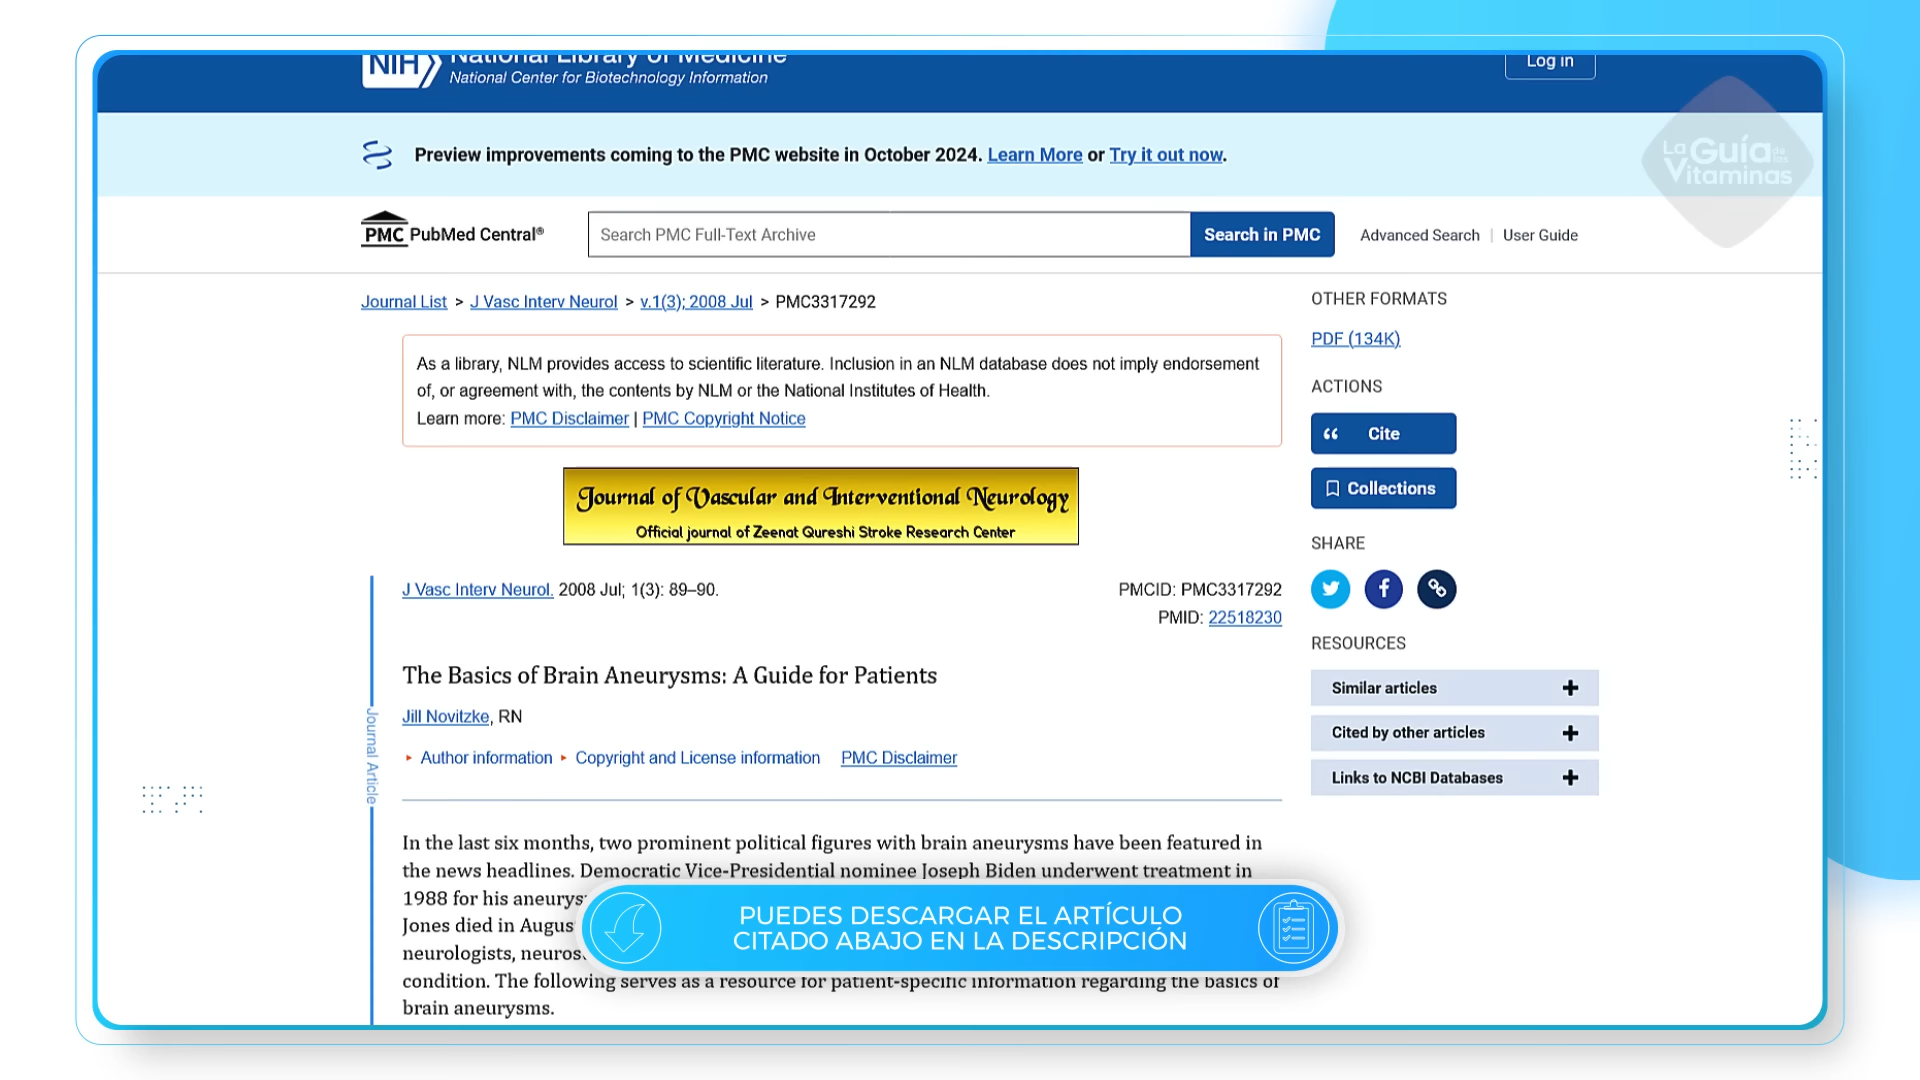 NIH National Library of Medicine
National Center for Biotechnology Information
Log in
Preview improvements coming to the PMC website in October 2024. Learn More or Try it out now.
La Guía de las Vitaminas
PMC PubMed Central®
Search PMC Full-Text Archive
Search in PMC
Advanced Search | User Guide
Journal List > J Vasc Interv Neurol > v.1(3); 2008 Jul > PMC3317292
As a library, NLM provides access to scientific literature. Inclusion in an NLM database does not imply endorsement
of, or agreement with, the contents by NLM or the National Institutes of Health.
Learn more: PMC Disclaimer | PMC Copyright Notice
Journal of Vascular and Interventional Neurology
Official journal of Zeenat Qureshi Stroke Research Center
J Vasc Interv Neurol. 2008 Jul; 1(3): 89–90.
PMCID: PMC3317292
PMID: 22518230
The Basics of Brain Aneurysms: A Guide for Patients
Jill Novitzke, RN
Author information Copyright and License information PMC Disclaimer
Journal Article
In the last six months, two prominent political figures with brain aneurysms have been featured in
the news headlines. Democratic Vice-Presidential nominee Joseph Biden underwent treatment in
1988 for his
Jones died in
neurologists,
condition. The following serves as a resource for patient-specific information regarding the basics of
brain aneurysms.
PUEDES DESCARGAR EL ARTÍCULO
CITADO ABAJO EN LA DESCRIPCIÓN
OTHER FORMATS
PDF (134K)
ACTIONS
Cite
Collections
SHARE
RESOURCES
Similar articles
Cited by other articles
Links to NCBI Databases